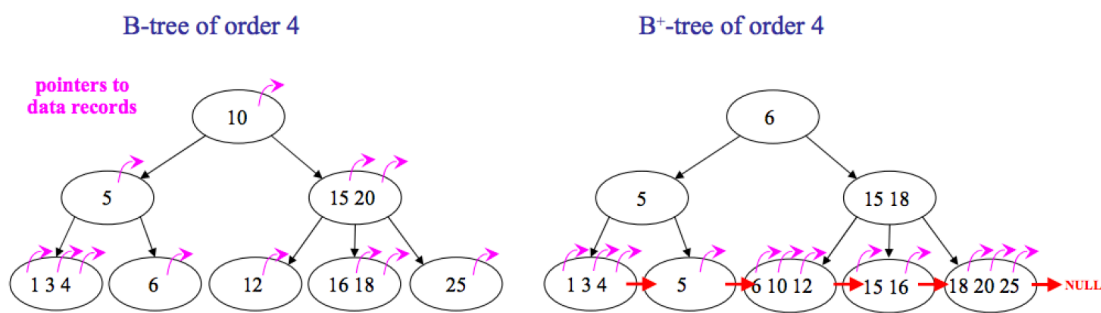 B-tree of order 4
B+-tree of order 4
pointers to
data records
10
5
15 20
1 3 4
6
12
16 18
25
6
5
15 18
1 3 4
5
6 10 12
15 16
18 20 25
NULL